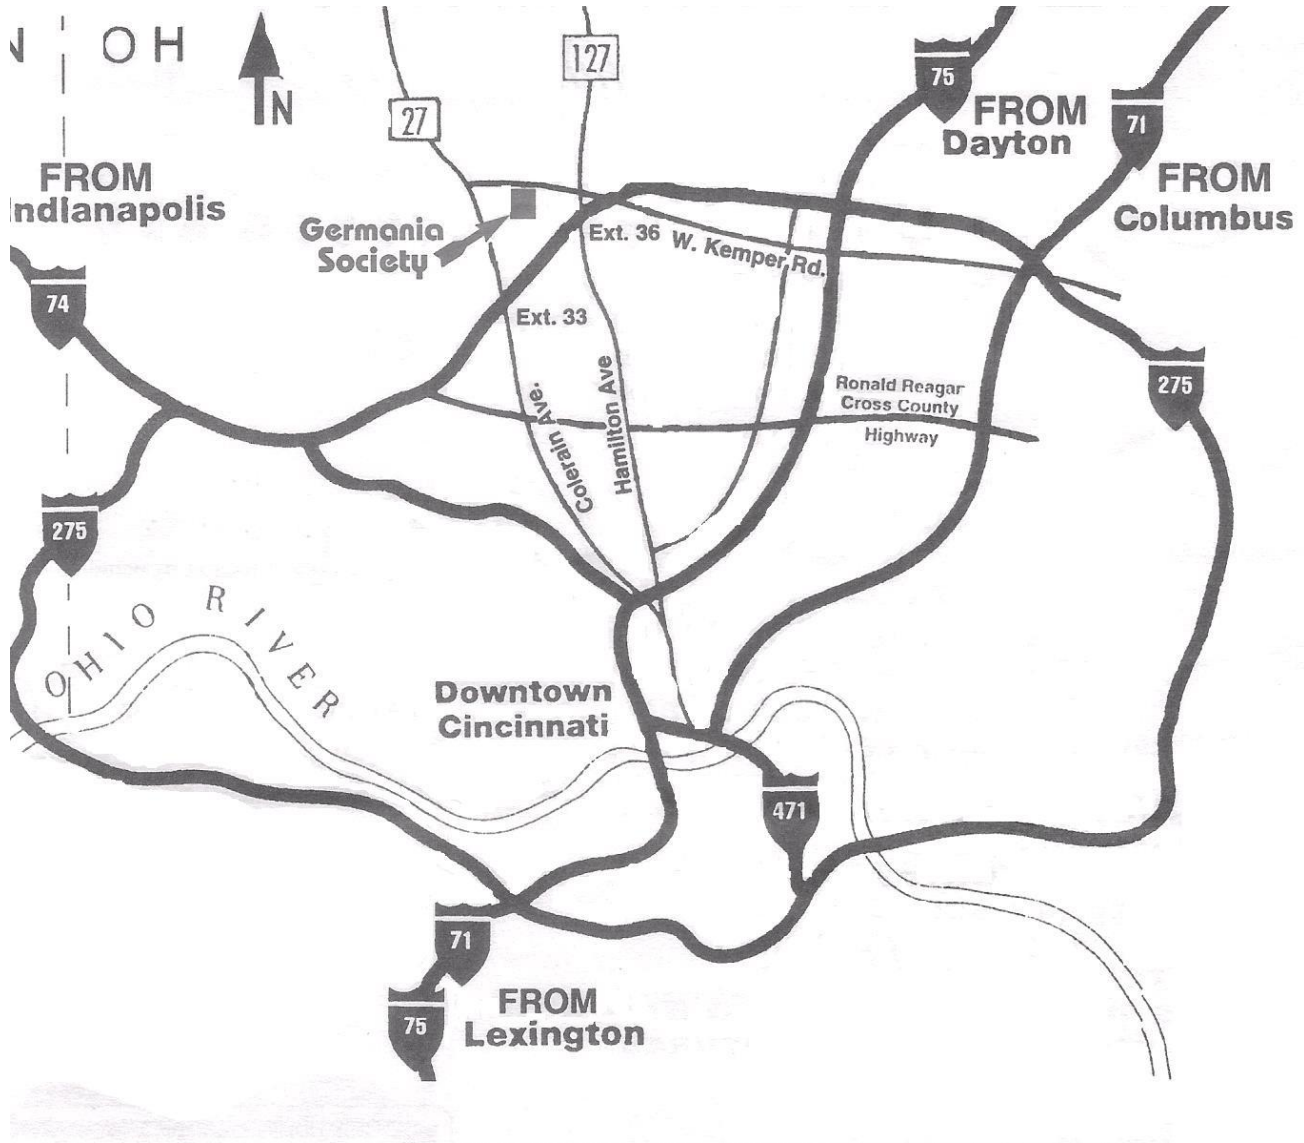 N OH
N
27
127
75
FROM
Dayton
71
FROM
Columbus
FROM
Indianapolis
Germania
Society
Ext. 36
W. Kemper Rd.
74
Ext. 33
Colerain Ave.
Hamilton Ave
Ronald Reagar
Cross County
Highway
275
275
OHIO RIVER
Downtown
Cincinnati
471
71
75
FROM
Lexington